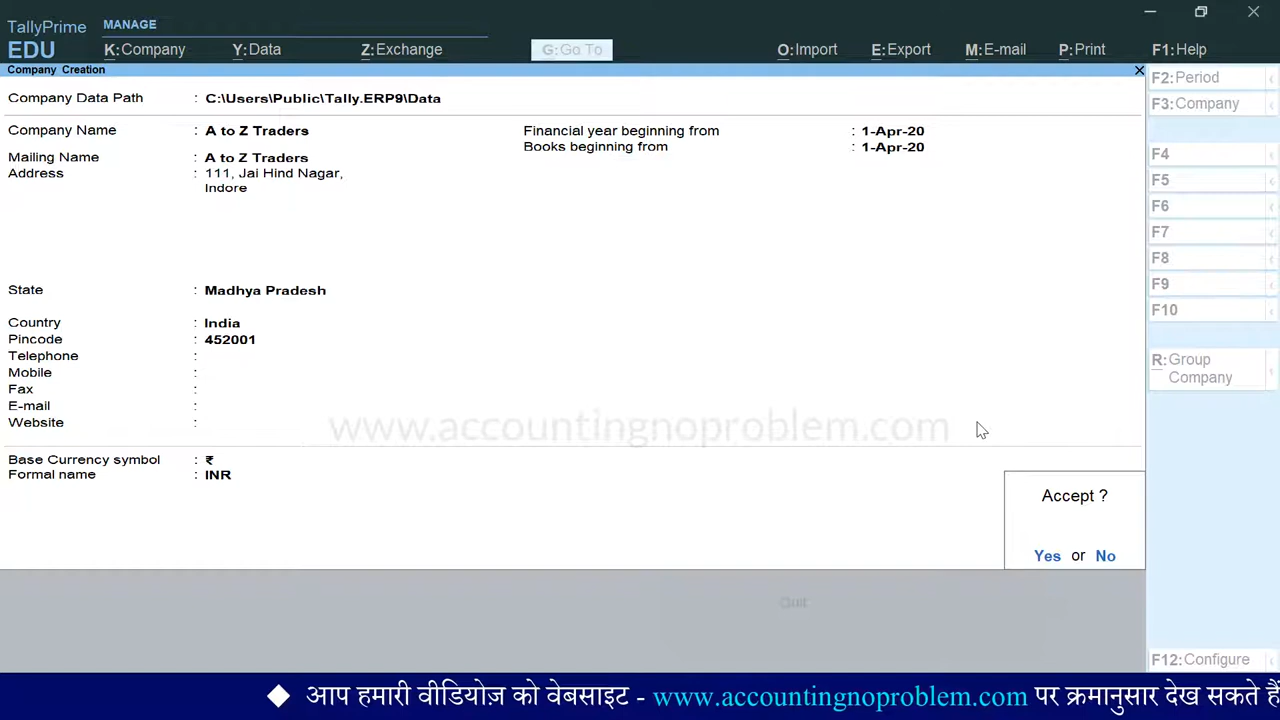 TallyPrime
EDU
MANAGE
K:Company Y:Data Z:Exchange G:Go To O:Import E:Export M:E-mail P:Print F1:Help
Company Creation
Company Data Path : C:\Users\Public\Tally.ERP9\Data
Company Name : A to Z Traders
Financial year beginning from : 1-Apr-20
Books beginning from : 1-Apr-20
Mailing Name : A to Z Traders
Address : 111, Jai Hind Nagar,
Indore
State : Madhya Pradesh
Country : India
Pincode : 452001
Telephone :
Mobile :
Fax :
E-mail :
Website :
www.accountingnoproblem.com
Base Currency symbol : ₹
Formal name : INR
Accept ?
Yes or No
Quit
F2:Period
F3:Company
F4
F5
F6
F7
F8
F9
F10
R:Group
Company
F12:Configure
◆ आप हमारी वीडियोज़ को वेबसाइट - www.accountingnoproblem.com पर क्रमानुसार देख सकते हैं